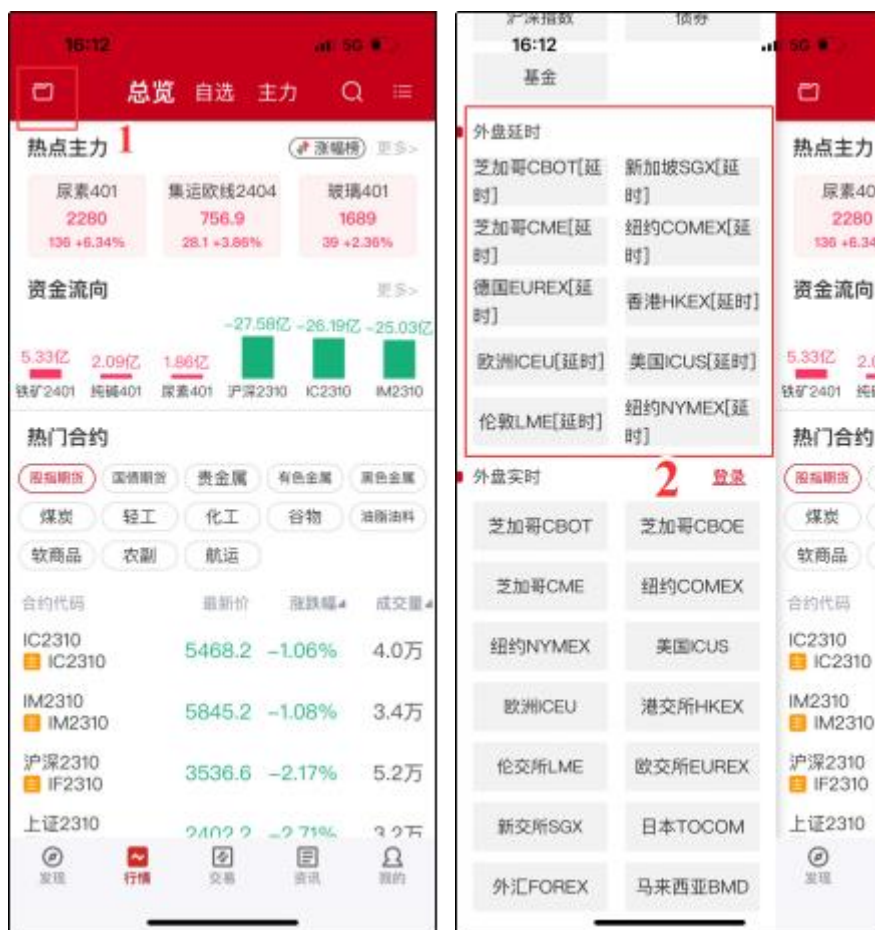 16:12
5G
总览 自选 主力
1
热点主力
涨幅榜 更多>
尿素401 集运欧线2404 玻璃401
2280 756.9 1689
136 +6.34% 28.1 +3.86% 39 +2.36%
资金流向 更多>
-27.58亿 -26.19亿 -25.03亿
5.33亿 2.09亿 1.86亿
铁矿2401 纯碱401 尿素401 沪深2310 IC2310 IM2310
热门合约
股指期货 国债期货 贵金属 有色金属 黑色金属
煤炭 轻工 化工 谷物 油脂油料
软商品 农副 航运
合约代码 最新价 涨跌幅 成交量
IC2310
主 IC2310 5468.2 -1.06% 4.0万
IM2310
主 IM2310 5845.2 -1.08% 3.4万
沪深2310
主 IF2310 3536.6 -2.17% 5.2万
上证2310 2402.2 -2.71% 3.2万
发现 行情 交易 资讯 我的
沪深指数 债券
16:12
5G
基金
外盘延时
芝加哥CBOT[延时] 新加坡SGX[延时]
芝加哥CME[延时] 纽约COMEX[延时]
德国EUREX[延时] 香港HKEX[延时]
欧洲ICEU[延时] 美国ICUS[延时]
伦敦LME[延时] 纽约NYMEX[延时]
外盘实时 2 登录
芝加哥CBOT 芝加哥CBOE
芝加哥CME 纽约COMEX
纽约NYMEX 美国ICUS
欧洲ICEU 港交所HKEX
伦交所LME 欧交所EUREX
新交所SGX 日本TOCOM
外汇FOREX 马来西亚BMD
热点主力
尿素40
2280
136 +6.34
资金流向
5.33亿 2.0
铁矿2401
热门合约
股指期货
煤炭
软商品
合约代码
IC2310
主 IC2310
IM2310
主 IM2310
沪深2310
主 IF2310
上证2310
发现